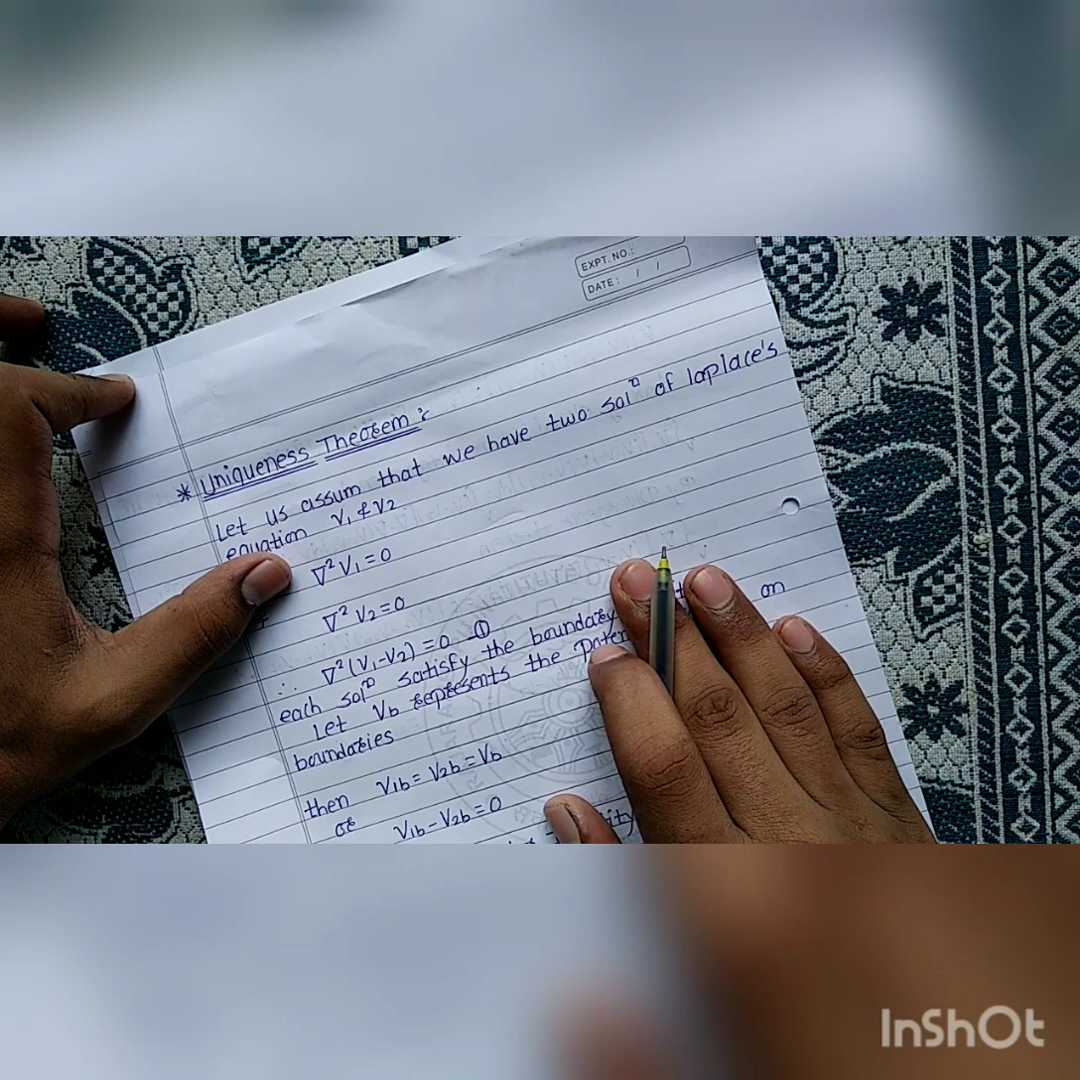 EXPT. NO.:
DATE: / /
* Uniqueness Theorem :
Let us assum that we have two solⁿ of laplace's
equation V₁ & V₂
∇²V₁ = 0
∇²V₂ = 0
∴ ∇²(V₁-V₂) = 0 -①
each solⁿ satisfy the boundary
Let Vb represents the on
boundaries
then V1b = V2b = Vb
or V1b - V2b = 0
InShOt